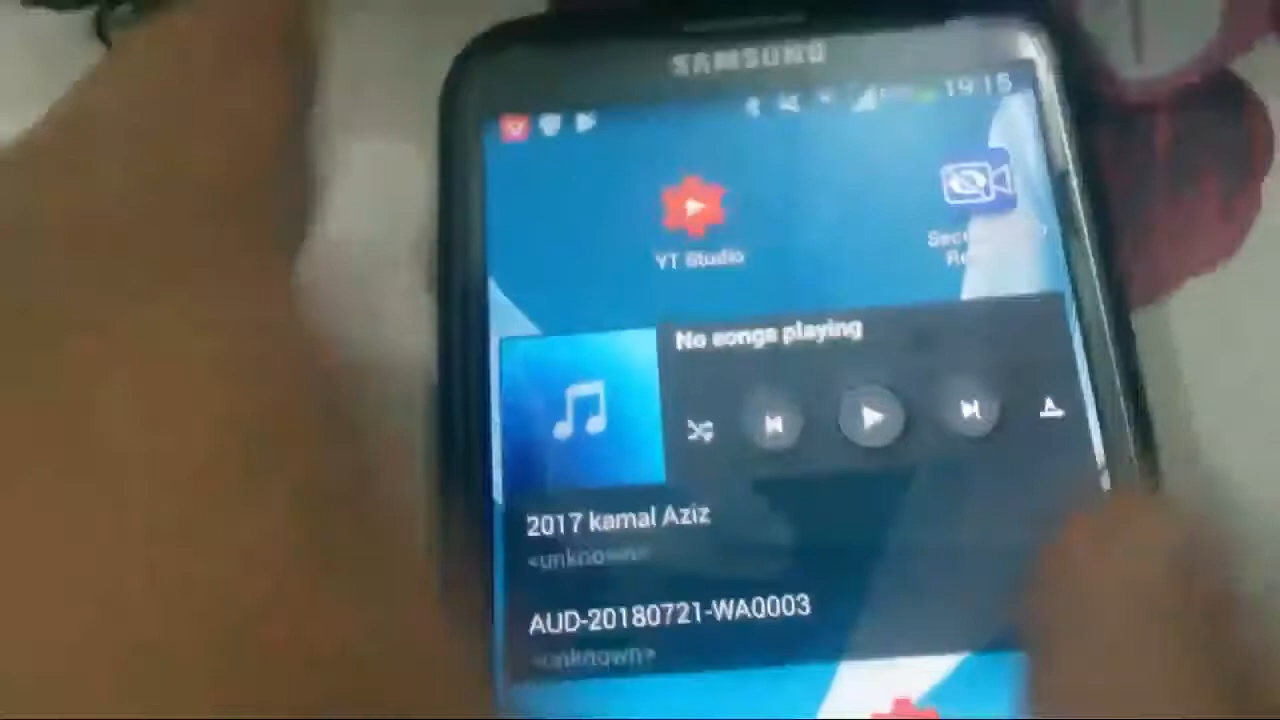 SAMSUNG
19:15
YT Studio
No songs playing
2017 kamal Aziz
<unknown>
AUD-20180721-WA0003
<unknown>